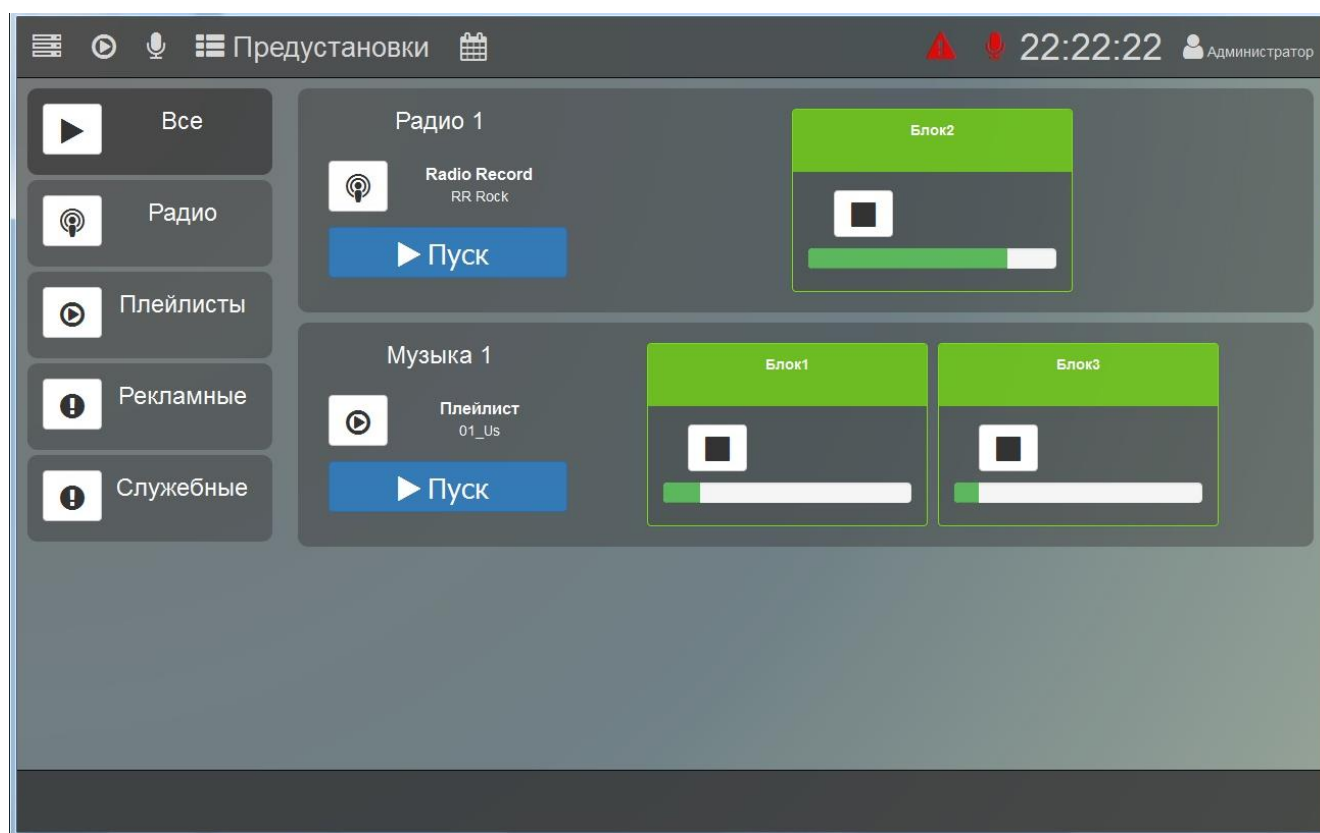 Предустановки
22:22:22
Администратор
Все
Радио
Плейлисты
Рекламные
Служебные
Радио 1
Radio Record
RR Rock
Пуск
Блок2
Музыка 1
Плейлист
01_Us
Пуск
Блок1
Блок3